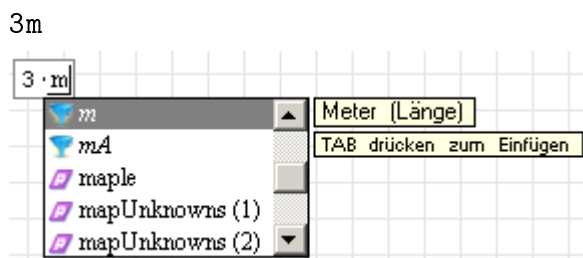 3m
3 · m
m
Meter (Länge)
mA
TAB drücken zum Einfügen
maple
mapUnknowns (1)
mapUnknowns (2)